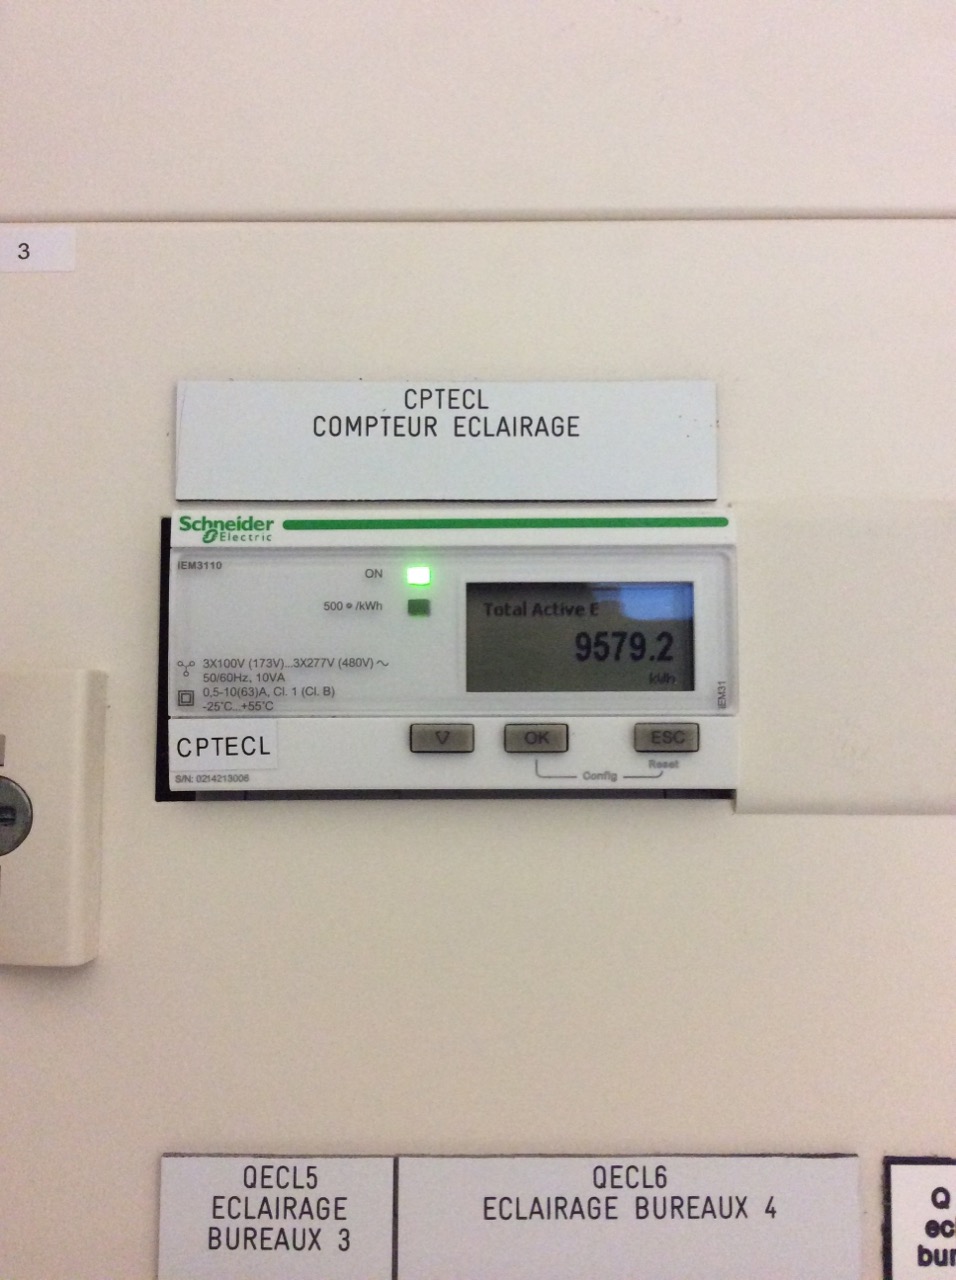 3
CPTECL
COMPTEUR ECLAIRAGE
Schneider
Electric
iEM3110
ON
500 /kWh
Total Active E
9579.2
kWh
3X100V (173V)...3X277V (480V) ~
50/60Hz, 10VA
0,5-10(63)A, Cl. 1 (Cl. B)
-25°C...+55°C
iEM31
CPTECL
OK
ESC
Reset
Config
S/N: 0214213006
QECL5
ECLAIRAGE
BUREAUX 3
QECL6
ECLAIRAGE BUREAUX 4
Q
ecl
bur